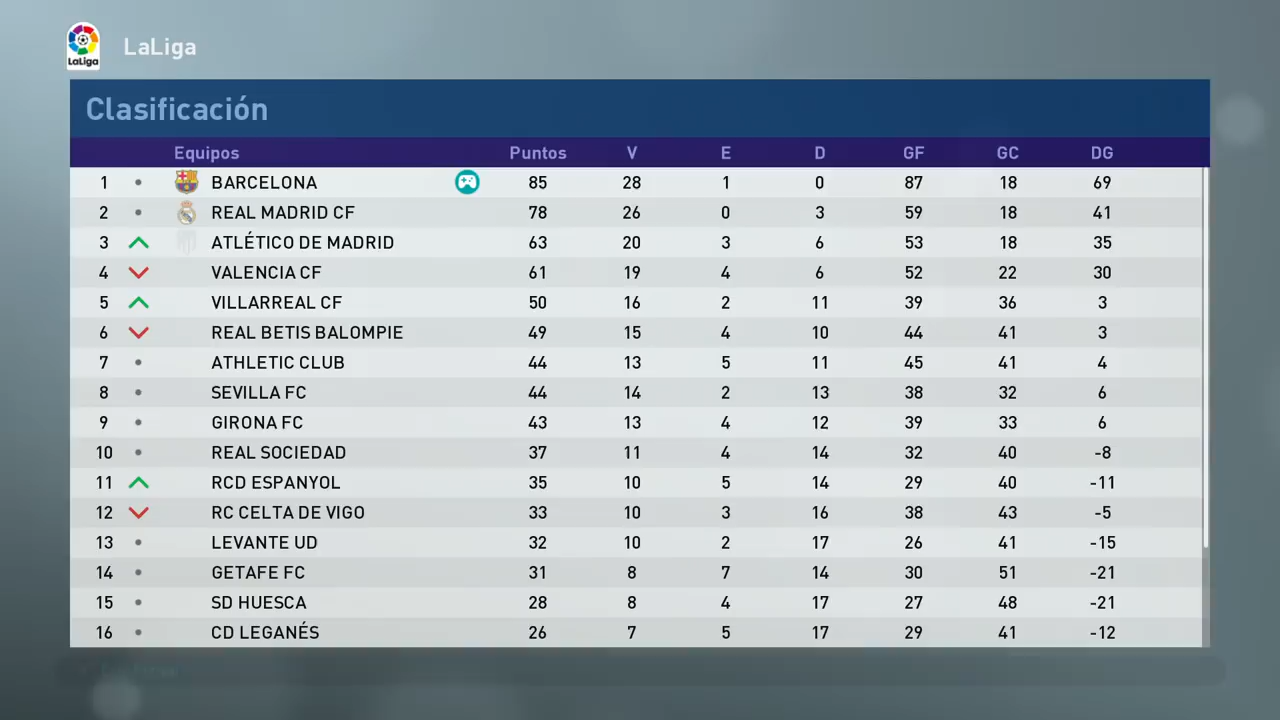 LaLiga
LaLiga
Clasificación
Equipos Puntos V E D GF GC DG
1 BARCELONA 85 28 1 0 87 18 69
2 REAL MADRID CF 78 26 0 3 59 18 41
3 ATLÉTICO DE MADRID 63 20 3 6 53 18 35
4 VALENCIA CF 61 19 4 6 52 22 30
5 VILLARREAL CF 50 16 2 11 39 36 3
6 REAL BETIS BALOMPIE 49 15 4 10 44 41 3
7 ATHLETIC CLUB 44 13 5 11 45 41 4
8 SEVILLA FC 44 14 2 13 38 32 6
9 GIRONA FC 43 13 4 12 39 33 6
10 REAL SOCIEDAD 37 11 4 14 32 40 -8
11 RCD ESPANYOL 35 10 5 14 29 40 -11
12 RC CELTA DE VIGO 33 10 3 16 38 43 -5
13 LEVANTE UD 32 10 2 17 26 41 -15
14 GETAFE FC 31 8 7 14 30 51 -21
15 SD HUESCA 28 8 4 17 27 48 -21
16 CD LEGANÉS 26 7 5 17 29 41 -12